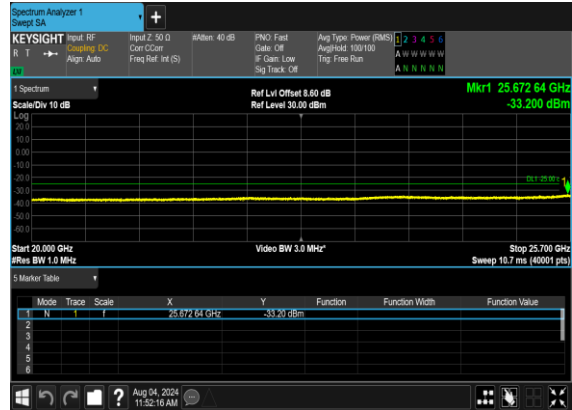 Spectrum Analyzer 1
Swept SA
+
KEYSIGHT Input: RF Input Z: 50 Ω #Atten: 40 dB PNO: Fast Avg Type: Power (RMS) 1 2 3 4 5 6
R T Coupling: DC Corr CCorr Gate: Off Avg|Hold: 100/100 A W W W W W
Align: Auto Freq Ref: Int (S) IF Gain: Low Trig: Free Run
Sig Track: Off A N N N N N
1 Spectrum Ref Lvl Offset 8.60 dB Mkr1 25.672 64 GHz
Scale/Div 10 dB Ref Level 30.00 dBm -33.200 dBm
Log
20.0
10.0
0.00
-10.0
-20.0
DL1 -25.00
1
-30.0
-40.0
-50.0
-60.0
Start 20.000 GHz Video BW 3.0 MHz* Stop 25.700 GHz
#Res BW 1.0 MHz Sweep 10.7 ms (40001 pts)
5 Marker Table
Mode Trace Scale X Y Function Function Width Function Value
1 N 1 f 25.672 64 GHz -33.20 dBm
2
3
4
5
6
? Aug 04, 2024
11:52:16 AM